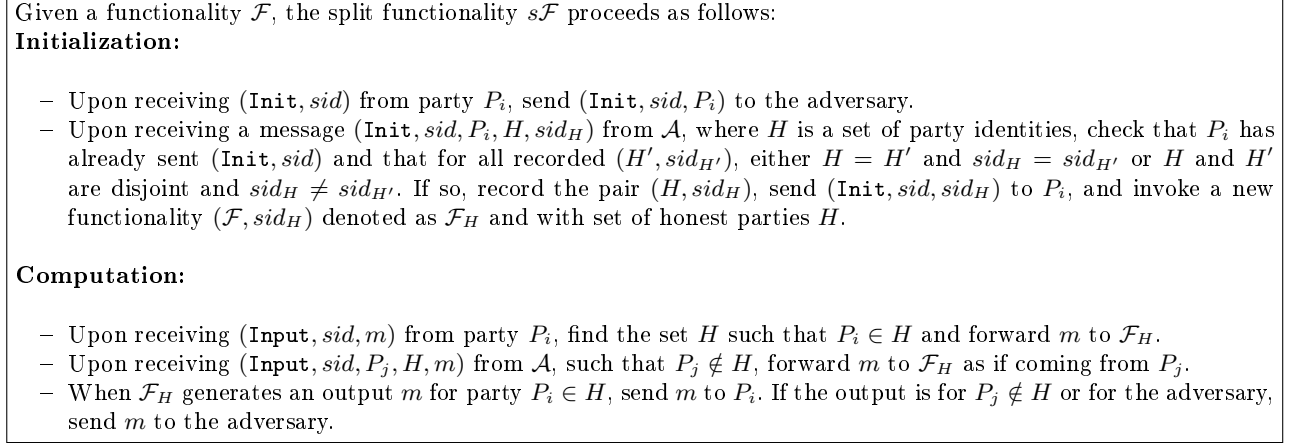 Given a functionality ℱ, the split functionality sℱ proceeds as follows:
Initialization:
– Upon receiving (Init, sid) from party P_i, send (Init, sid, P_i) to the adversary.
– Upon receiving a message (Init, sid, P_i, H, sid_H) from 𝒜, where H is a set of party identities, check that P_i has
already sent (Init, sid) and that for all recorded (H′, sid_{H′}), either H = H′ and sid_H = sid_{H′} or H and H′
are disjoint and sid_H ≠ sid_{H′}. If so, record the pair (H, sid_H), send (Init, sid, sid_H) to P_i, and invoke a new
functionality (ℱ, sid_H) denoted as ℱ_H and with set of honest parties H.
Computation:
– Upon receiving (Input, sid, m) from party P_i, find the set H such that P_i ∈ H and forward m to ℱ_H.
– Upon receiving (Input, sid, P_j, H, m) from 𝒜, such that P_j ∉ H, forward m to ℱ_H as if coming from P_j.
– When ℱ_H generates an output m for party P_i ∈ H, send m to P_i. If the output is for P_j ∉ H or for the adversary,
send m to the adversary.